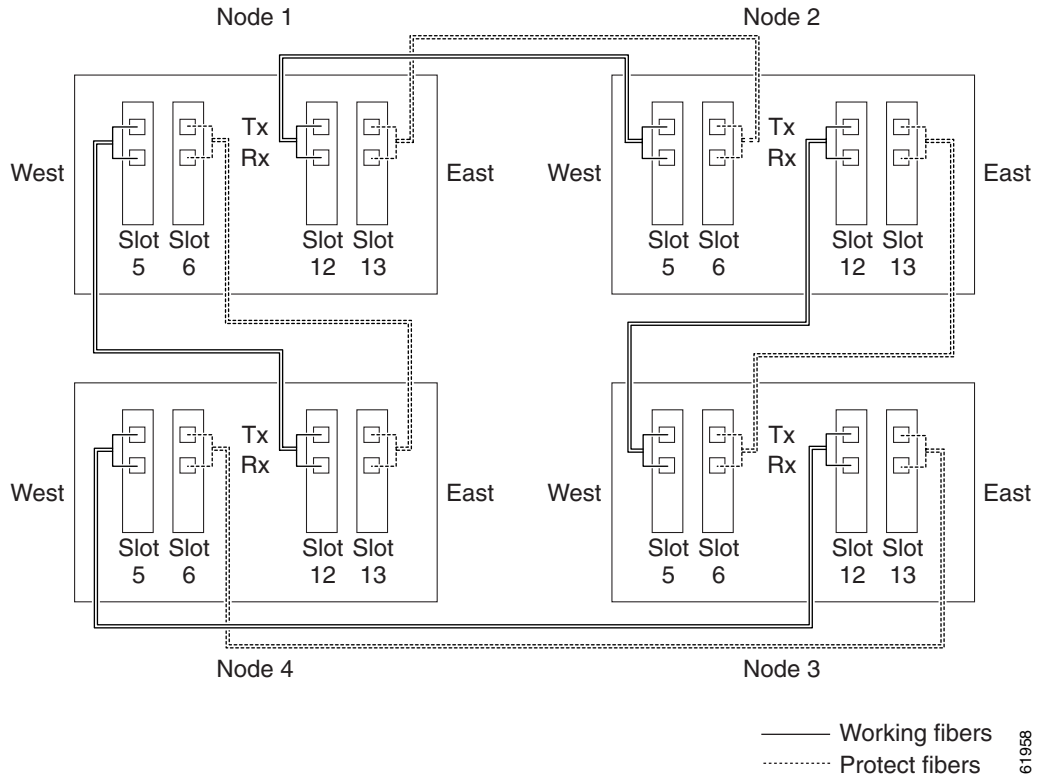 Node 1
Node 2
West
Tx
Rx
East
Slot 5
Slot 6
Slot 12
Slot 13
West
Tx
Rx
East
Slot 5
Slot 6
Slot 12
Slot 13
West
Tx
Rx
East
Slot 5
Slot 6
Slot 12
Slot 13
West
Tx
Rx
East
Slot 5
Slot 6
Slot 12
Slot 13
Node 4
Node 3
Working fibers
Protect fibers
61958